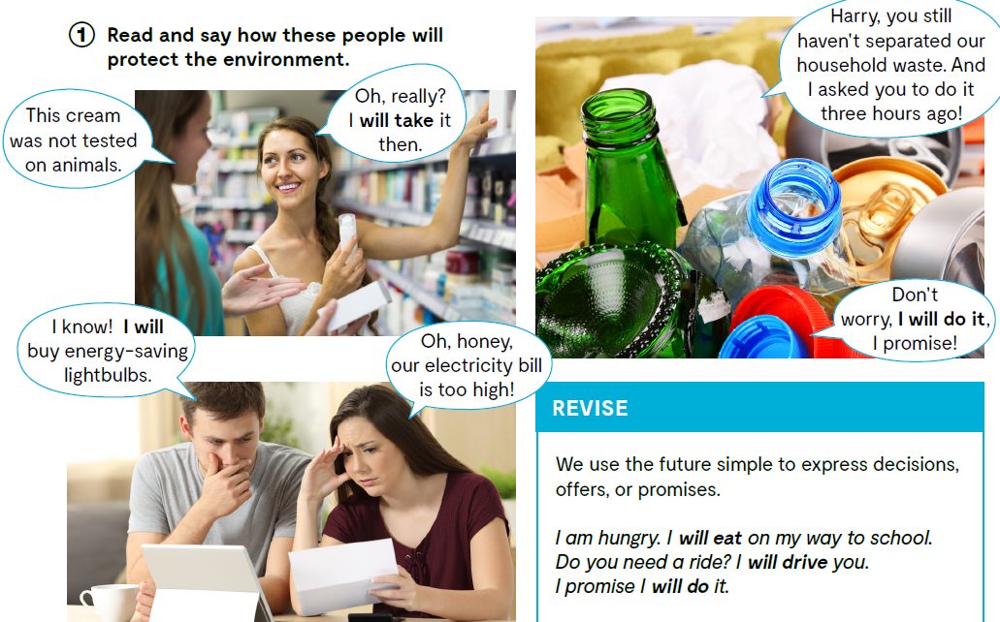 1 Read and say how these people will
protect the environment.
This cream
was not tested
on animals.
Oh, really?
I will take it
then.
Harry, you still
haven't separated our
household waste. And
I asked you to do it
three hours ago!
Don't
worry, I will do it,
I promise!
I know! I will
buy energy-saving
lightbulbs.
Oh, honey,
our electricity bill
is too high!
REVISE
We use the future simple to express decisions,
offers, or promises.
I am hungry. I will eat on my way to school.
Do you need a ride? I will drive you.
I promise I will do it.